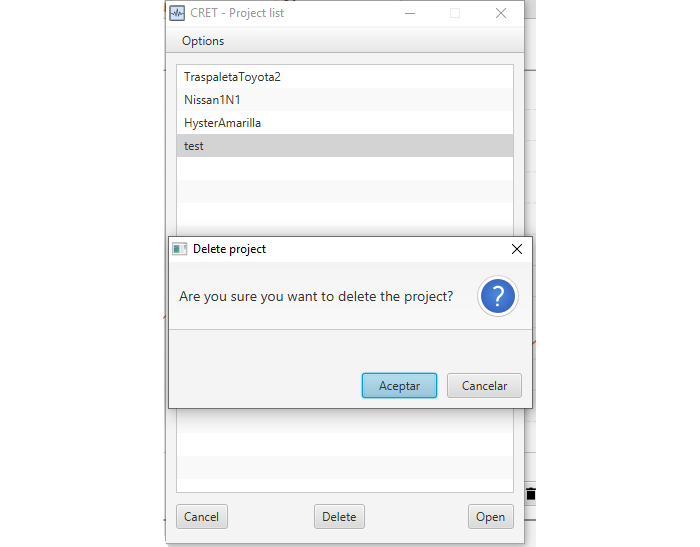 CRET - Project list
Options
TraspaletaToyota2
Nissan1N1
HysterAmarilla
test
Delete project
Are you sure you want to delete the project?
?
Aceptar
Cancelar
Cancel
Delete
Open